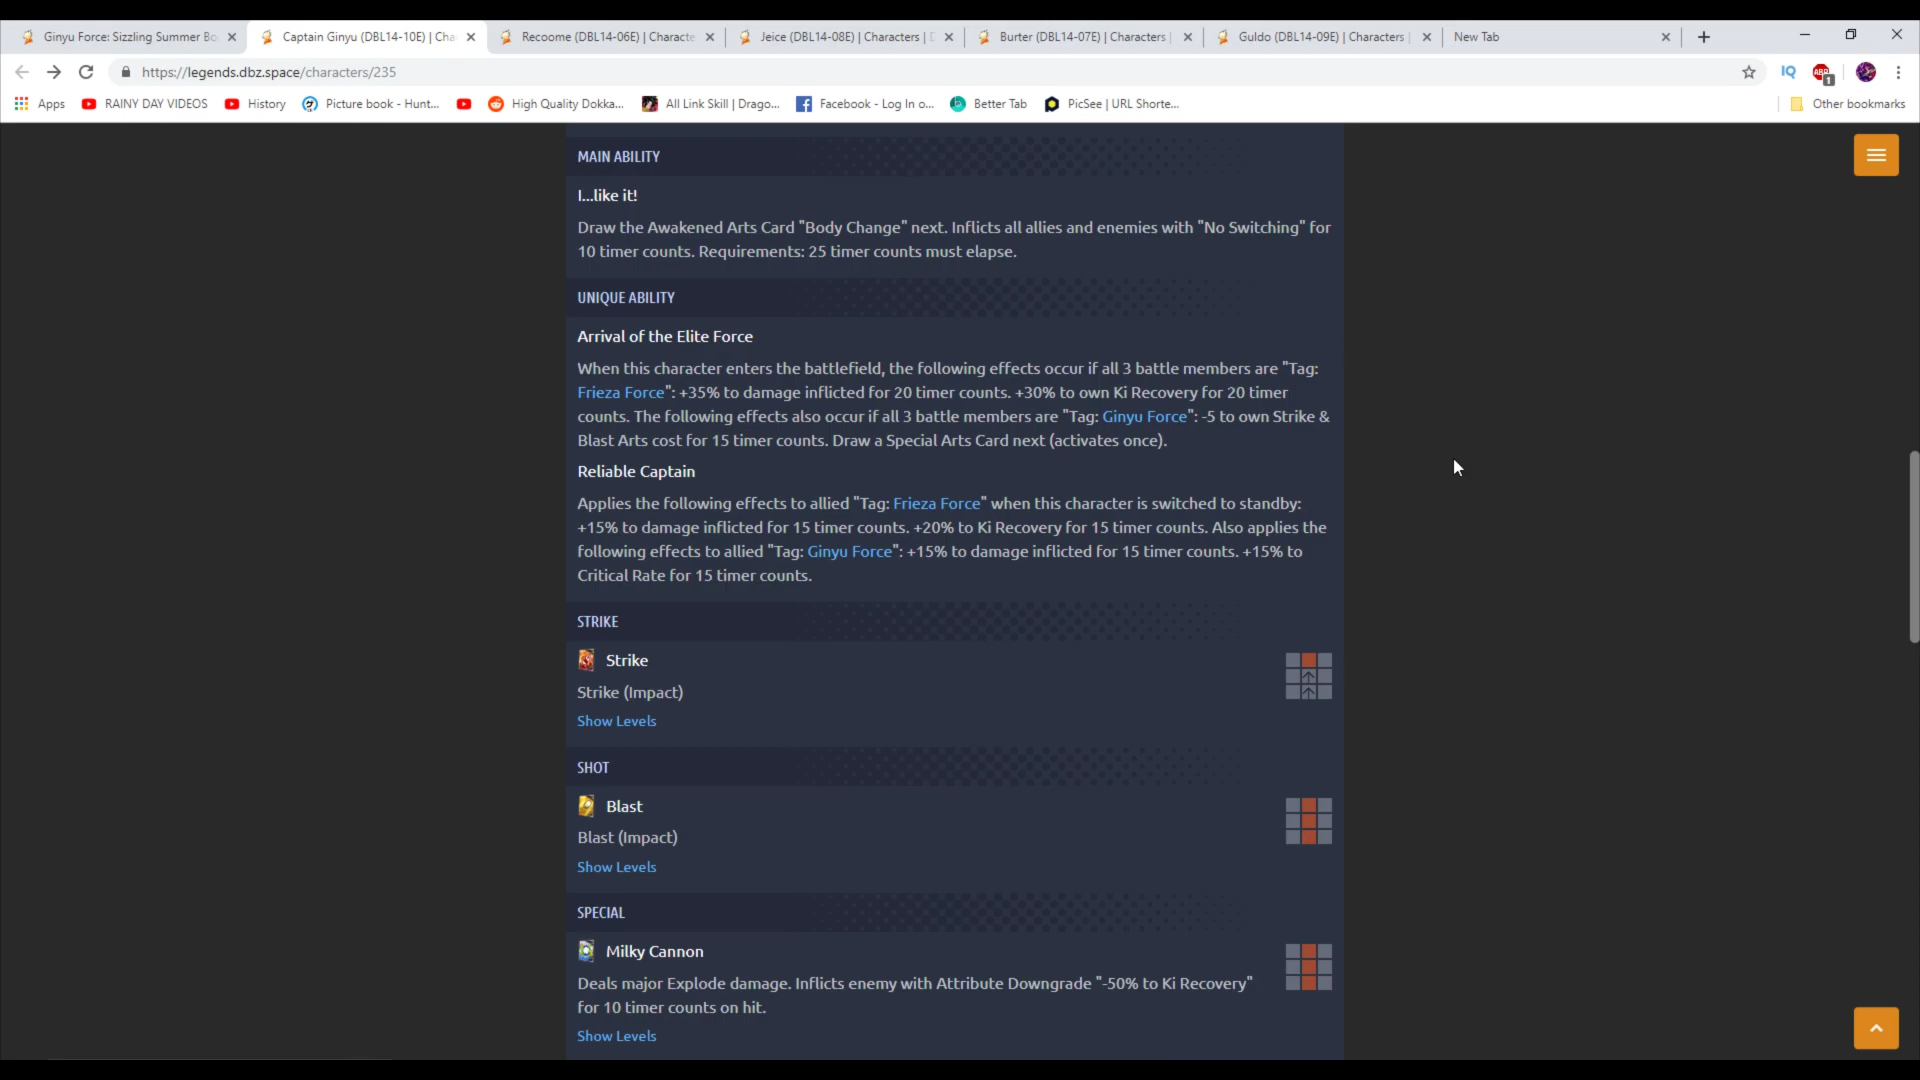 Ginyu Force: Sizzling Summer Bo
Captain Ginyu (DBL14-10E) | Cha
Recoome (DBL14-06E) | Characte
Jeice (DBL14-08E) | Characters |
Burter (DBL14-07E) | Characters |
Guldo (DBL14-09E) | Characters |
New Tab
https://legends.dbz.space/characters/235
IQ
ABP
1
Apps
RAINY DAY VIDEOS
History
Picture book - Hunt...
High Quality Dokka...
All Link Skill | Drago...
Facebook - Log In o...
Better Tab
PicSee | URL Shorte...
Other bookmarks
MAIN ABILITY
I...like it!
Draw the Awakened Arts Card "Body Change" next. Inflicts all allies and enemies with "No Switching" for
10 timer counts. Requirements: 25 timer counts must elapse.
UNIQUE ABILITY
Arrival of the Elite Force
When this character enters the battlefield, the following effects occur if all 3 battle members are "Tag:
Frieza Force": +35% to damage inflicted for 20 timer counts. +30% to own Ki Recovery for 20 timer
counts. The following effects also occur if all 3 battle members are "Tag: Ginyu Force": -5 to own Strike &
Blast Arts cost for 15 timer counts. Draw a Special Arts Card next (activates once).
Reliable Captain
Applies the following effects to allied "Tag: Frieza Force" when this character is switched to standby:
+15% to damage inflicted for 15 timer counts. +20% to Ki Recovery for 15 timer counts. Also applies the
following effects to allied "Tag: Ginyu Force": +15% to damage inflicted for 15 timer counts. +15% to
Critical Rate for 15 timer counts.
STRIKE
Strike
Strike (Impact)
Show Levels
SHOT
Blast
Blast (Impact)
Show Levels
SPECIAL
Milky Cannon
Deals major Explode damage. Inflicts enemy with Attribute Downgrade "-50% to Ki Recovery"
for 10 timer counts on hit.
Show Levels